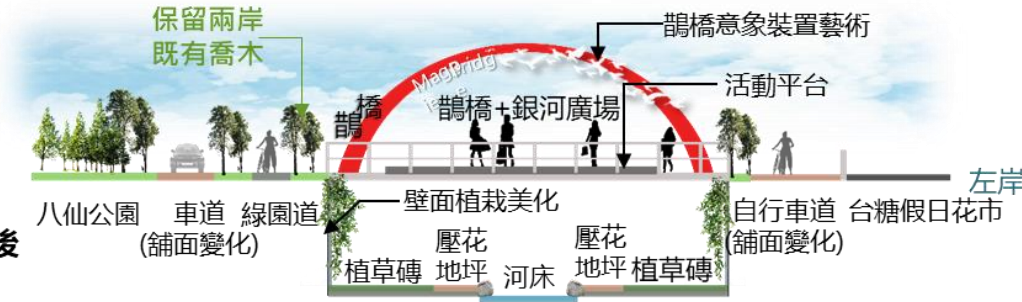 保留兩岸
既有喬木
鵲橋意象裝置藝術
活動平台
鵲橋
鵲橋+銀河廣場
左岸
後
八仙公園
車道
(舖面變化)
綠園道
壁面植栽美化
自行車道
(舖面變化)
台糖假日花市
植草磚
壓花
地坪
河床
壓花
地坪
植草磚